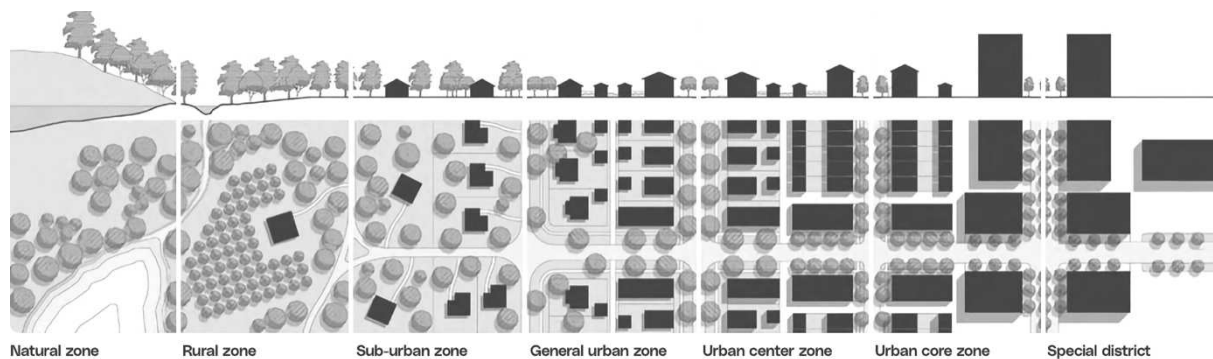 Natural zone
Rural zone
Sub-urban zone
General urban zone
Urban center zone
Urban core zone
Special district